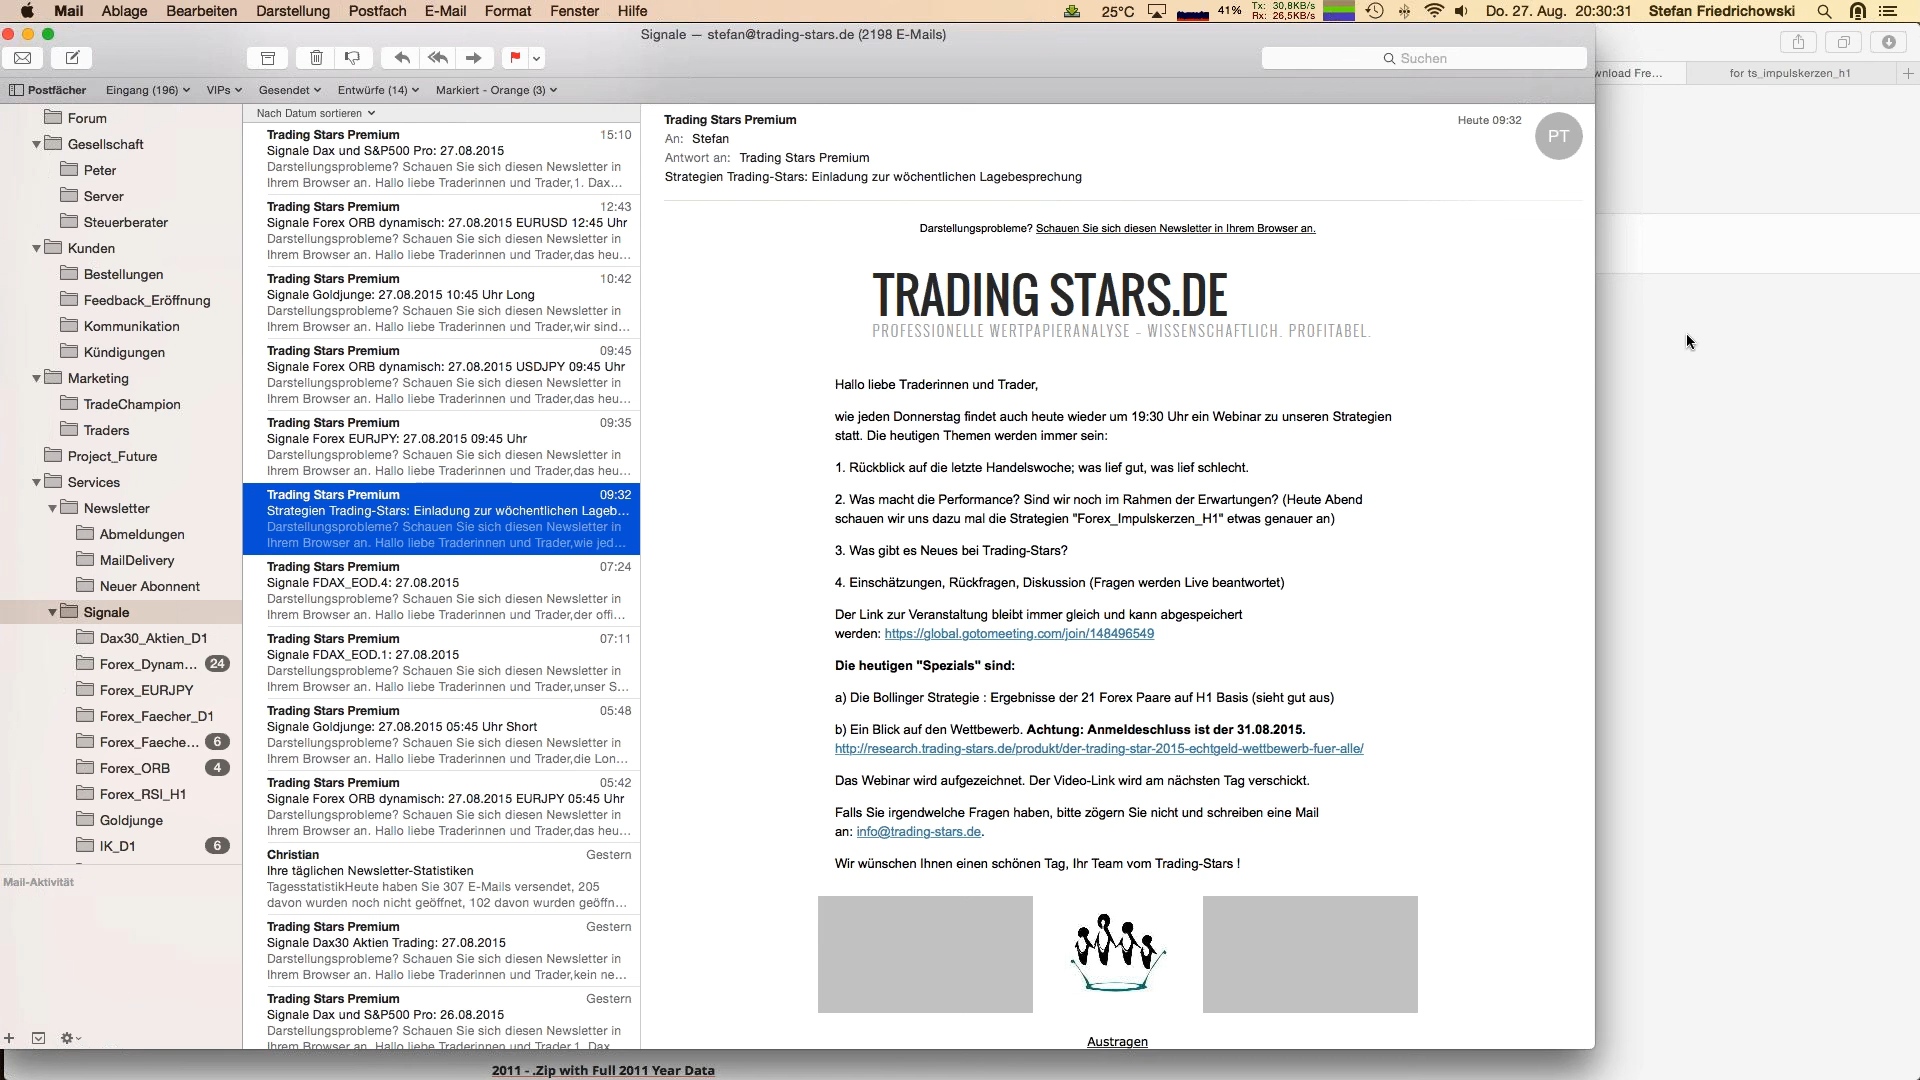 Mail Ablage Bearbeiten Darstellung Postfach E-Mail Format Fenster Hilfe
25°C 41% Tx: 30,8KB/s Rx: 26,5KB/s Do. 27. Aug. 20:30:31 Stefan Friedrichowski
Signale — stefan@trading-stars.de (2198 E-Mails)
Suchen
wnload Fre...
for ts_impulskerzen_h1
Postfächer Eingang (196) VIPs Gesendet Entwürfe (14) Markiert - Orange (3)
Forum
Gesellschaft
Peter
Server
Steuerberater
Kunden
Bestellungen
Feedback_Eröffnung
Kommunikation
Kündigungen
Marketing
TradeChampion
Traders
Project_Future
Services
Newsletter
Abmeldungen
MailDelivery
Neuer Abonnent
Signale
Dax30_Aktien_D1
Forex_Dynam... 24
Forex_EURJPY
Forex_Faecher_D1
Forex_Faeche... 6
Forex_ORB 4
Forex_RSI_H1
Goldjunge
IK_D1 6
Mail-Aktivität
Nach Datum sortieren
Trading Stars Premium 15:10
Signale Dax und S&P500 Pro: 27.08.2015
Darstellungsprobleme? Schauen Sie sich diesen Newsletter in
Ihrem Browser an. Hallo liebe Traderinnen und Trader,1. Dax...
Trading Stars Premium 12:43
Signale Forex ORB dynamisch: 27.08.2015 EURUSD 12:45 Uhr
Darstellungsprobleme? Schauen Sie sich diesen Newsletter in
Ihrem Browser an. Hallo liebe Traderinnen und Trader,das heu...
Trading Stars Premium 10:42
Signale Goldjunge: 27.08.2015 10:45 Uhr Long
Darstellungsprobleme? Schauen Sie sich diesen Newsletter in
Ihrem Browser an. Hallo liebe Traderinnen und Trader,wir sind...
Trading Stars Premium 09:45
Signale Forex ORB dynamisch: 27.08.2015 USDJPY 09:45 Uhr
Darstellungsprobleme? Schauen Sie sich diesen Newsletter in
Ihrem Browser an. Hallo liebe Traderinnen und Trader,das heu...
Trading Stars Premium 09:35
Signale Forex EURJPY: 27.08.2015 09:45 Uhr
Darstellungsprobleme? Schauen Sie sich diesen Newsletter in
Ihrem Browser an. Hallo liebe Traderinnen und Trader,das heu...
Trading Stars Premium 09:32
Strategien Trading-Stars: Einladung zur wöchentlichen Lageb...
Darstellungsprobleme? Schauen Sie sich diesen Newsletter in
Ihrem Browser an. Hallo liebe Traderinnen und Trader,wie jed...
Trading Stars Premium 07:24
Signale FDAX_EOD.4: 27.08.2015
Darstellungsprobleme? Schauen Sie sich diesen Newsletter in
Ihrem Browser an. Hallo liebe Traderinnen und Trader,der offi...
Trading Stars Premium 07:11
Signale FDAX_EOD.1: 27.08.2015
Darstellungsprobleme? Schauen Sie sich diesen Newsletter in
Ihrem Browser an. Hallo liebe Traderinnen und Trader,unser S...
Trading Stars Premium 05:48
Signale Goldjunge: 27.08.2015 05:45 Uhr Short
Darstellungsprobleme? Schauen Sie sich diesen Newsletter in
Ihrem Browser an. Hallo liebe Traderinnen und Trader,die Lon...
Trading Stars Premium 05:42
Signale Forex ORB dynamisch: 27.08.2015 EURJPY 05:45 Uhr
Darstellungsprobleme? Schauen Sie sich diesen Newsletter in
Ihrem Browser an. Hallo liebe Traderinnen und Trader,das heu...
Christian Gestern
Ihre täglichen Newsletter-Statistiken
TagesstatistikHeute haben Sie 307 E-Mails versendet, 205
davon wurden noch nicht geöffnet, 102 davon wurden geöffn...
Trading Stars Premium Gestern
Signale Dax30 Aktien Trading: 27.08.2015
Darstellungsprobleme? Schauen Sie sich diesen Newsletter in
Ihrem Browser an. Hallo liebe Traderinnen und Trader,kein ne...
Trading Stars Premium Gestern
Signale Dax und S&P500 Pro: 26.08.2015
Darstellungsprobleme? Schauen Sie sich diesen Newsletter in
Ihrem Browser an. Hallo liebe Traderinnen und Trader,1. Dax
Trading Stars Premium Heute 09:32
PT
An: Stefan
Antwort an: Trading Stars Premium
Strategien Trading-Stars: Einladung zur wöchentlichen Lagebesprechung
Darstellungsprobleme? Schauen Sie sich diesen Newsletter in Ihrem Browser an.
TRADING STARS.DE
PROFESSIONELLE WERTPAPIERANALYSE - WISSENSCHAFTLICH. PROFITABEL.
Hallo liebe Traderinnen und Trader,
wie jeden Donnerstag findet auch heute wieder um 19:30 Uhr ein Webinar zu unseren Strategien
statt. Die heutigen Themen werden immer sein:
1. Rückblick auf die letzte Handelswoche; was lief gut, was lief schlecht.
2. Was macht die Performance? Sind wir noch im Rahmen der Erwartungen? (Heute Abend
schauen wir uns dazu mal die Strategien "Forex_Impulskerzen_H1" etwas genauer an)
3. Was gibt es Neues bei Trading-Stars?
4. Einschätzungen, Rückfragen, Diskussion (Fragen werden Live beantwortet)
Der Link zur Veranstaltung bleibt immer gleich und kann abgespeichert
werden: https://global.gotomeeting.com/join/148496549
Die heutigen "Spezials" sind:
a) Die Bollinger Strategie : Ergebnisse der 21 Forex Paare auf H1 Basis (sieht gut aus)
b) Ein Blick auf den Wettbewerb. Achtung: Anmeldeschluss ist der 31.08.2015.
http://research.trading-stars.de/produkt/der-trading-star-2015-echtgeld-wettbewerb-fuer-alle/
Das Webinar wird aufgezeichnet. Der Video-Link wird am nächsten Tag verschickt.
Falls Sie irgendwelche Fragen haben, bitte zögern Sie nicht und schreiben eine Mail
an: info@trading-stars.de.
Wir wünschen Ihnen einen schönen Tag, Ihr Team vom Trading-Stars !
Austragen
2011 - .Zip with Full 2011 Year Data